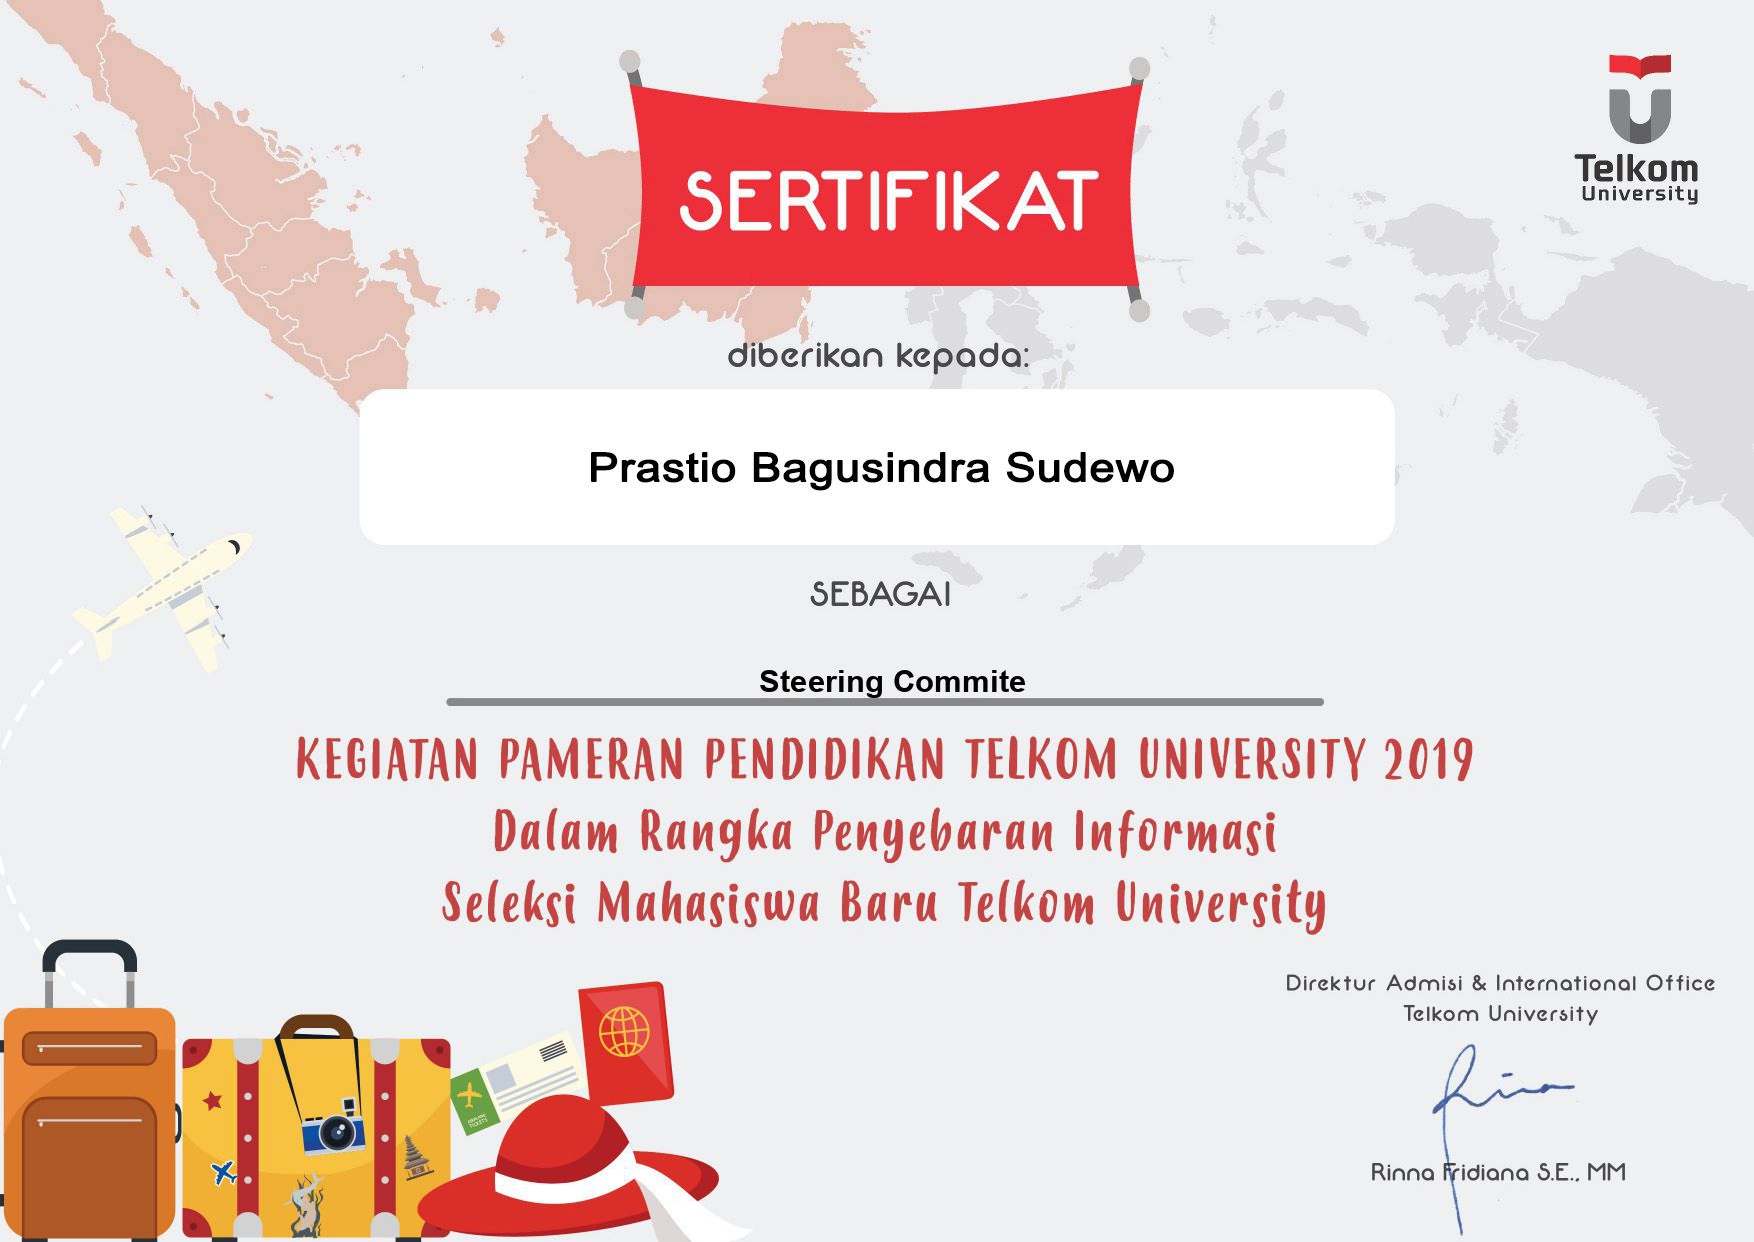 Telkom
University
SERTIFIKAT
diberikan kepada:
Prastio Bagusindra Sudewo
SEBAGAI
Steering Commite
KEGIATAN PAMERAN PENDIDIKAN TELKOM UNIVERSITY 2019
Dalam Rangka Penyebaran Informasi
Seleksi Mahasiswa Baru Telkom University
Direktur Admisi & International Office
Telkom University
Rinna Fridiana S.E., MM